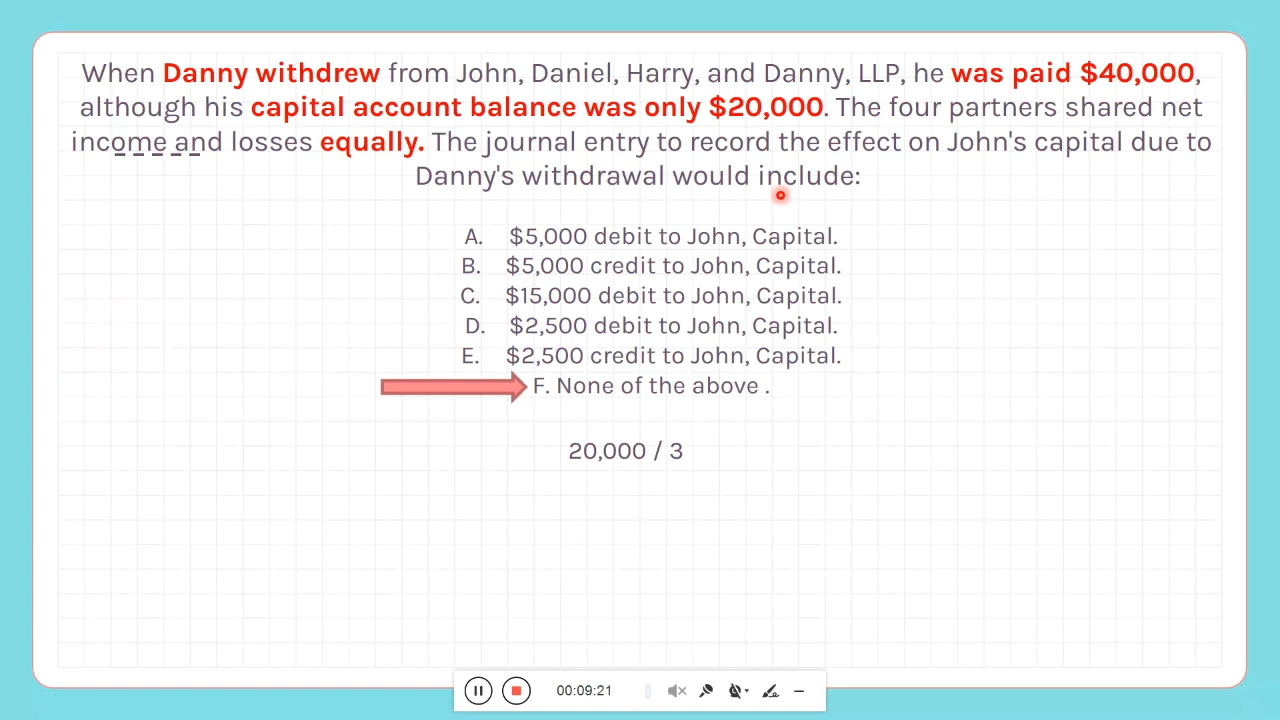 When Danny withdrew from John, Daniel, Harry, and Danny, LLP, he was paid $40,000,
although his capital account balance was only $20,000. The four partners shared net
income and losses equally. The journal entry to record the effect on John's capital due to
Danny's withdrawal would include:
A. $5,000 debit to John, Capital.
B. $5,000 credit to John, Capital.
C. $15,000 debit to John, Capital.
D. $2,500 debit to John, Capital.
E. $2,500 credit to John, Capital.
F. None of the above .
20,000 / 3
00:09:21